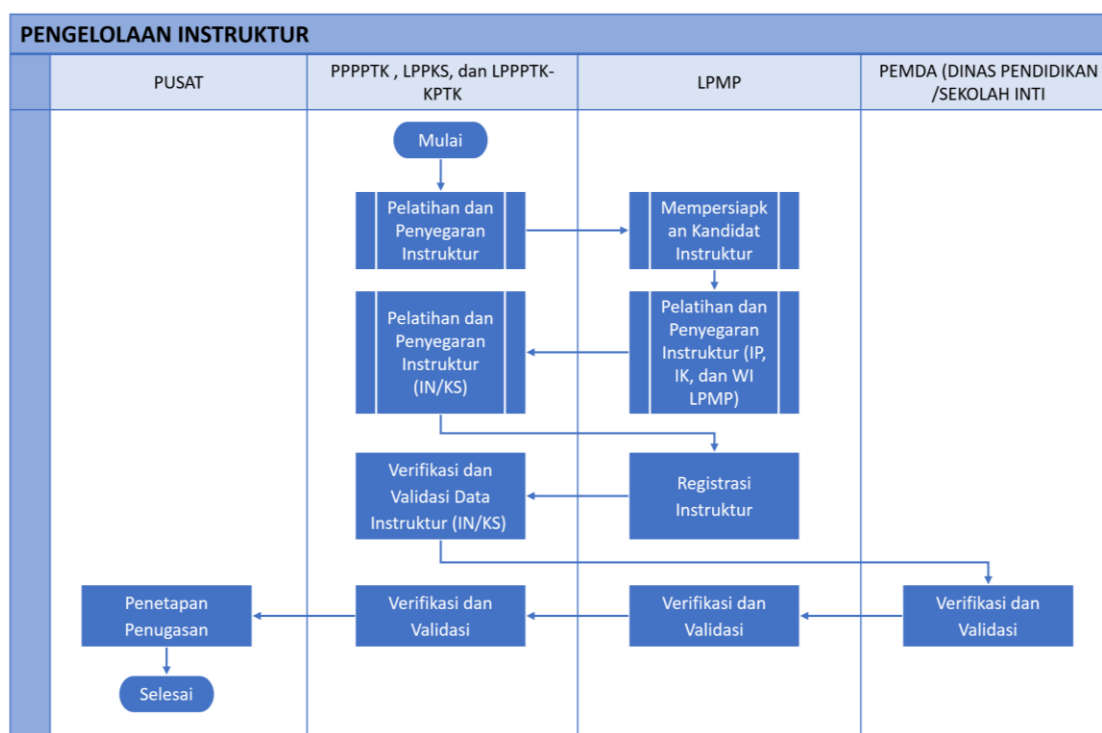 PENGELOLAAN INSTRUKTUR
PUSAT
PPPPTK , LPPKS, dan LPPPTK-
KPTK
LPMP
PEMDA (DINAS PENDIDIKAN
/SEKOLAH INTI
Mulai
Pelatihan dan
Penyegaran
Instruktur
Mempersiapk
an Kandidat
Instruktur
Pelatihan dan
Penyegaran
Instruktur
(IN/KS)
Pelatihan dan
Penyegaran
Instruktur (IP,
IK, dan WI
LPMP)
Verifikasi dan
Validasi Data
Instruktur (IN/KS)
Registrasi
Instruktur
Penetapan
Penugasan
Verifikasi dan
Validasi
Verifikasi dan
Validasi
Verifikasi dan
Validasi
Selesai